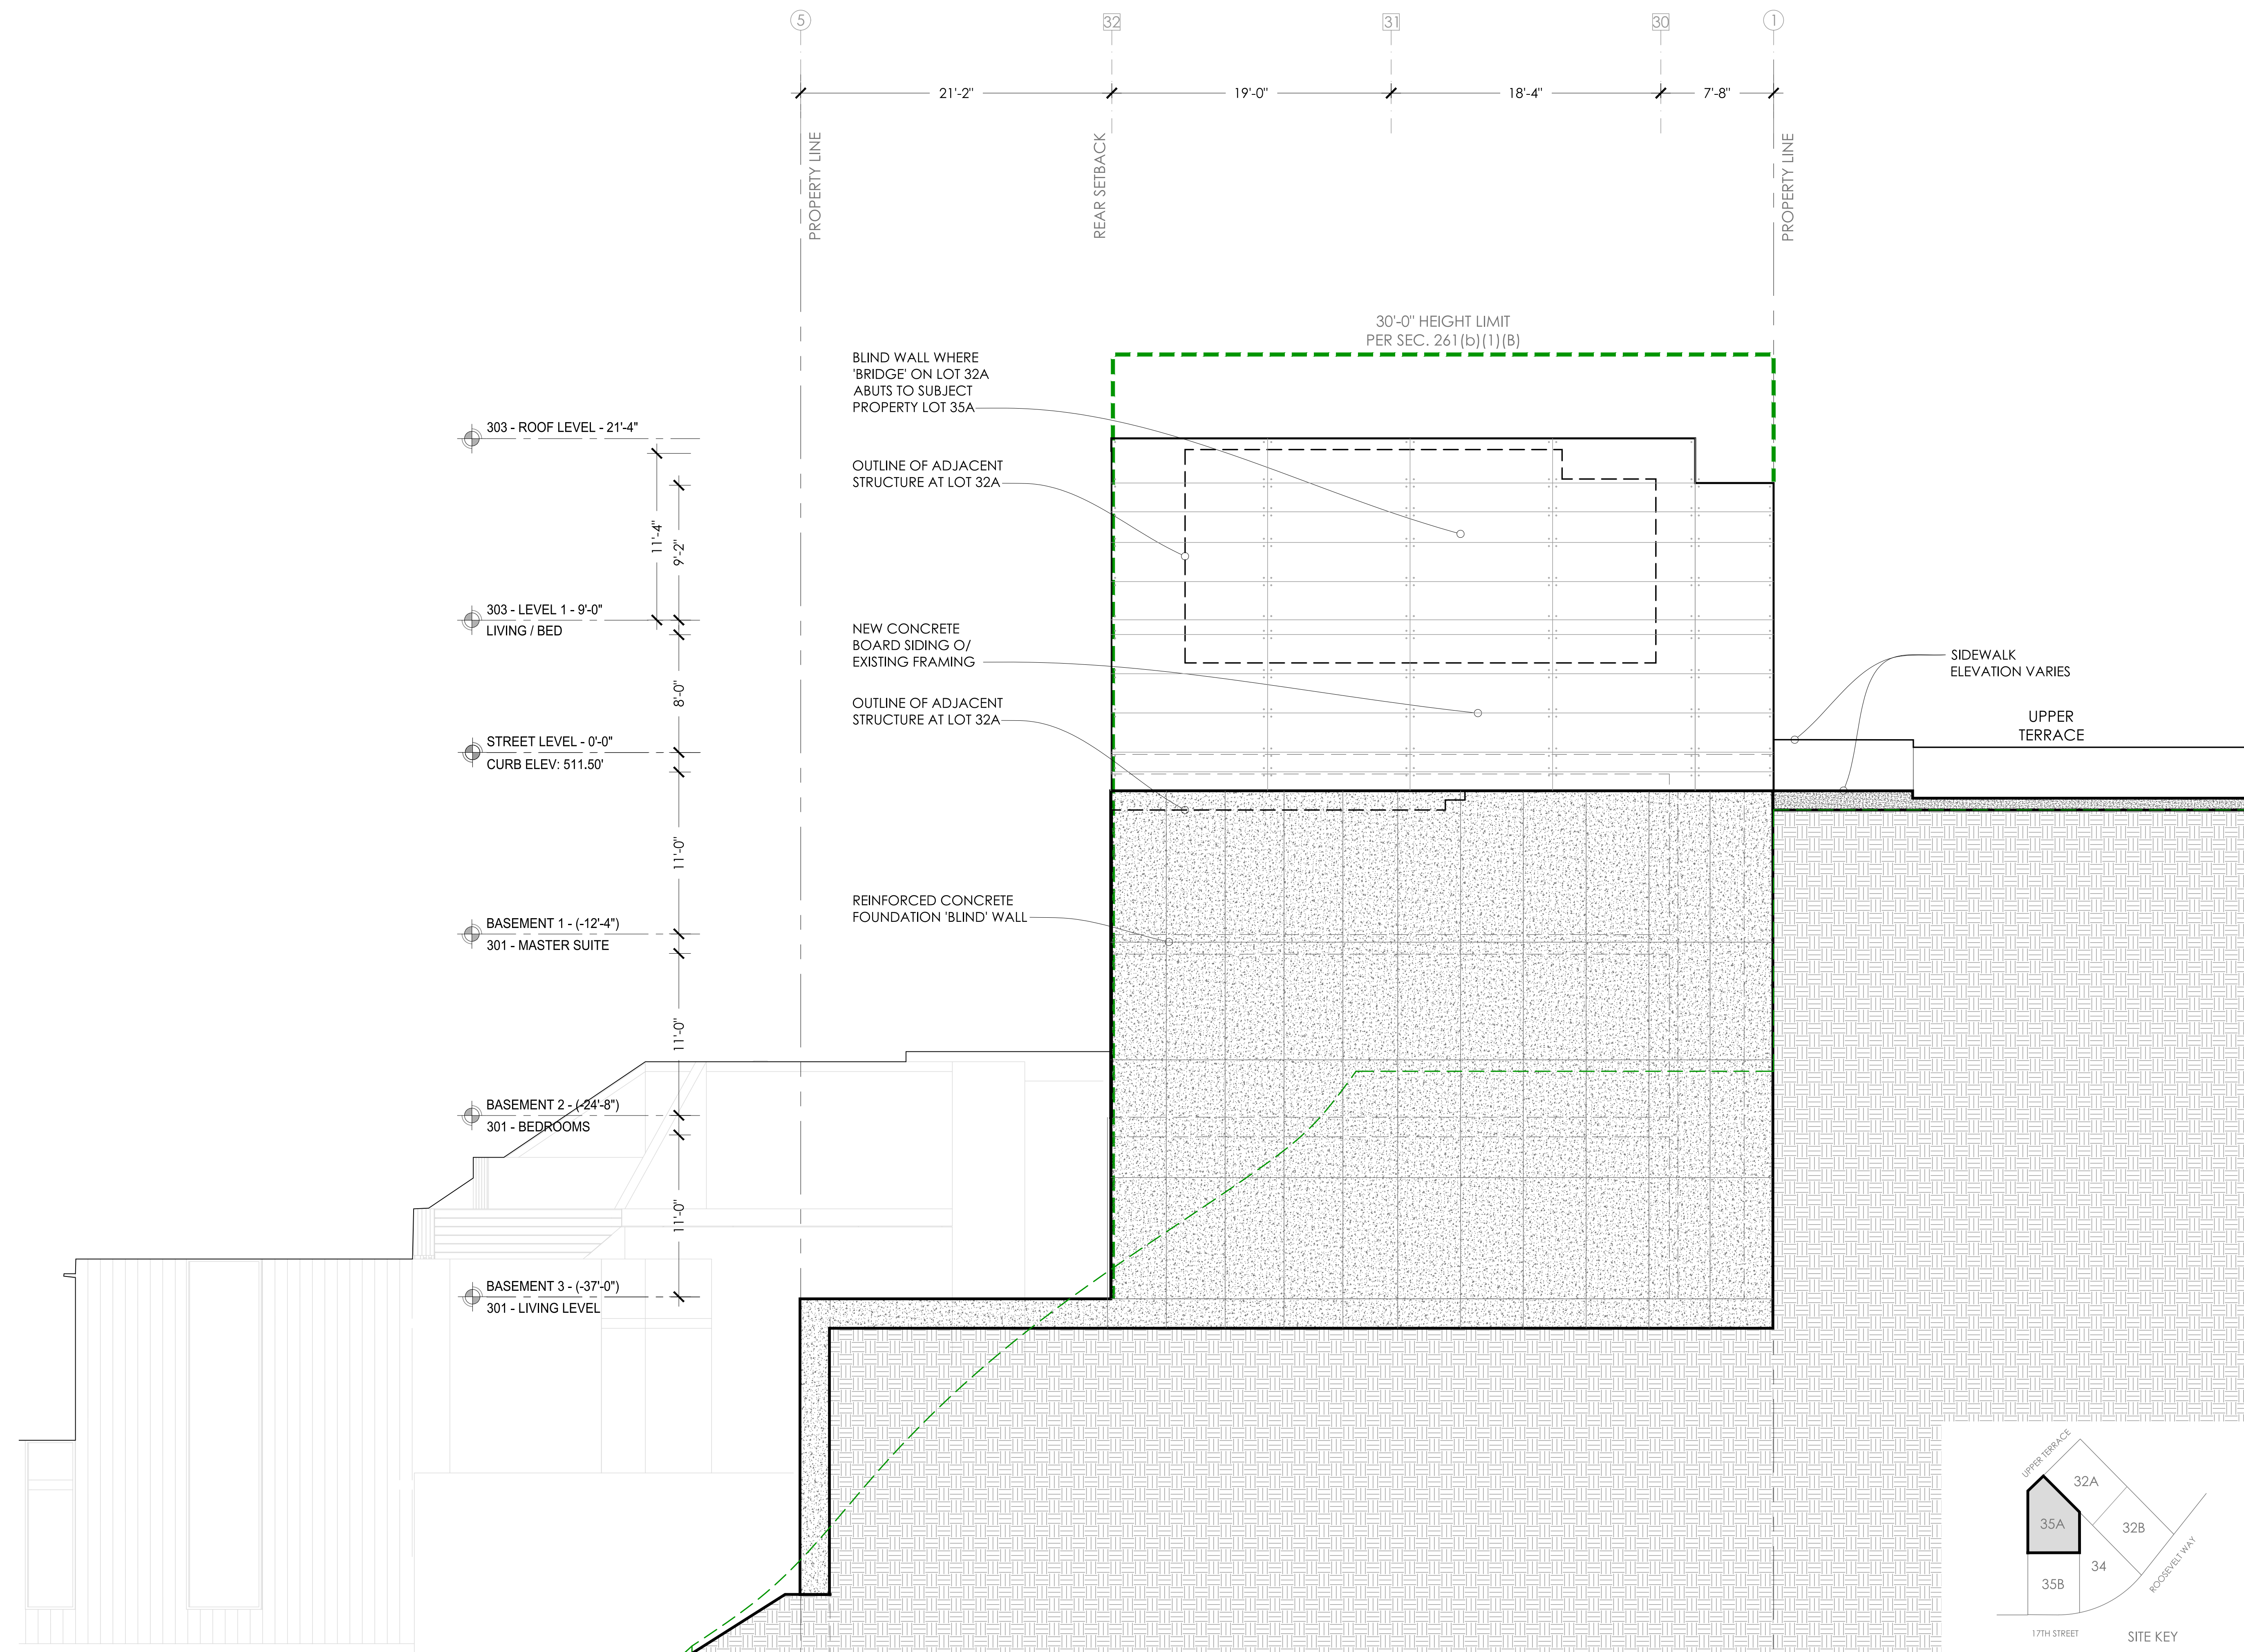 5
32
31
30
1
21'-2"
19'-0"
18'-4"
7'-8"
PROPERTY LINE
REAR SETBACK
PROPERTY LINE
30'-0" HEIGHT LIMIT
PER SEC. 261(b)(1)(B)
BLIND WALL WHERE
'BRIDGE' ON LOT 32A
ABUTS TO SUBJECT
PROPERTY LOT 35A
303 - ROOF LEVEL - 21'-4"
OUTLINE OF ADJACENT
STRUCTURE AT LOT 32A
11'-4"
9'-2"
303 - LEVEL 1 - 9'-0"
LIVING / BED
NEW CONCRETE
BOARD SIDING O/
EXISTING FRAMING
8'-0"
SIDEWALK
ELEVATION VARIES
OUTLINE OF ADJACENT
STRUCTURE AT LOT 32A
UPPER
TERRACE
STREET LEVEL - 0'-0"
CURB ELEV: 511.50'
11'-0"
REINFORCED CONCRETE
FOUNDATION 'BLIND' WALL
BASEMENT 1 - (-12'-4")
301 - MASTER SUITE
11'-0"
BASEMENT 2 - (-24'-8")
301 - BEDROOMS
11'-0"
BASEMENT 3 - (-37'-0")
301 - LIVING LEVEL
UPPER TERRACE
32A
35A
32B
34
35B
ROOSEVELT WAY
17TH STREET
SITE KEY